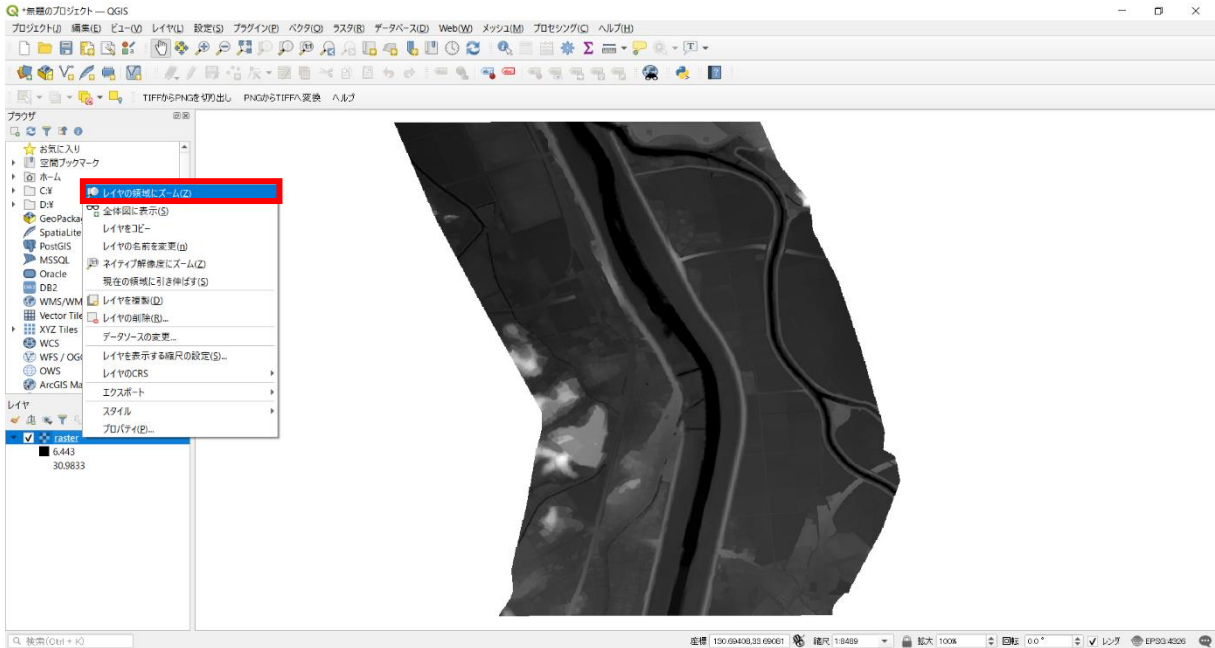 *無題のプロジェクト — QGIS
プロジェクト(J) 編集(E) ビュー(V) レイヤ(L) 設定(S) プラグイン(P) ベクタ(O) ラスタ(R) データベース(D) Web(W) メッシュ(M) プロセシング(C) ヘルプ(H)
TIFFからPNGを切り出し PNGからTIFFへ変換 ヘルプ
ブラウザ
お気に入り
空間ブックマーク
ホーム
C:¥
D:¥
GeoPacka
SpatiaLite
PostGIS
MSSQL
Oracle
DB2
WMS/WM
Vector Tile
XYZ Tiles
WCS
WFS / OG
OWS
ArcGIS Ma
レイヤの領域にズーム(Z)
全体図に表示(S)
レイヤをコピー
レイヤの名前を変更(n)
ネイティブ解像度にズーム(Z)
現在の領域に引き伸ばす(S)
レイヤを複製(D)
レイヤの削除(R)...
データソースの変更...
レイヤを表示する縮尺の設定(S)...
レイヤのCRS
エクスポート
スタイル
プロパティ(P)...
レイヤ
raster
6.443
30.9833
検索(Ctrl + K)
座標 130.69408,33.69081 縮尺 1:8469 拡大 100% 回転 0.0° レンダ EPSG:4326